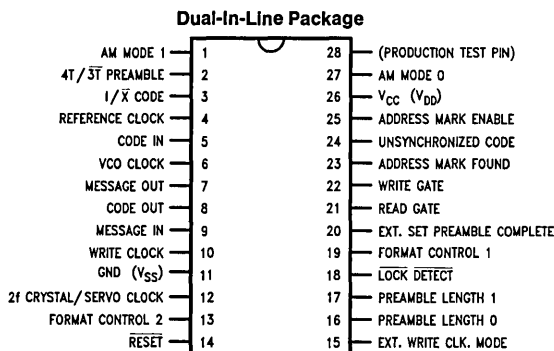 Dual-In-Line Package
AM MODE 1 1 28 (PRODUCTION TEST PIN)
4T/3T PREAMBLE 2 27 AM MODE 0
1/X CODE 3 26 VCC (VDD)
REFERENCE CLOCK 4 25 ADDRESS MARK ENABLE
CODE IN 5 24 UNSYNCHRONIZED CODE
VCO CLOCK 6 23 ADDRESS MARK FOUND
MESSAGE OUT 7 22 WRITE GATE
CODE OUT 8 21 READ GATE
MESSAGE IN 9 20 EXT. SET PREAMBLE COMPLETE
WRITE CLOCK 10 19 FORMAT CONTROL 1
GND (VSS) 11 18 LOCK DETECT
2f CRYSTAL/SERVO CLOCK 12 17 PREAMBLE LENGTH 1
FORMAT CONTROL 2 13 16 PREAMBLE LENGTH 0
RESET 14 15 EXT. WRITE CLK. MODE